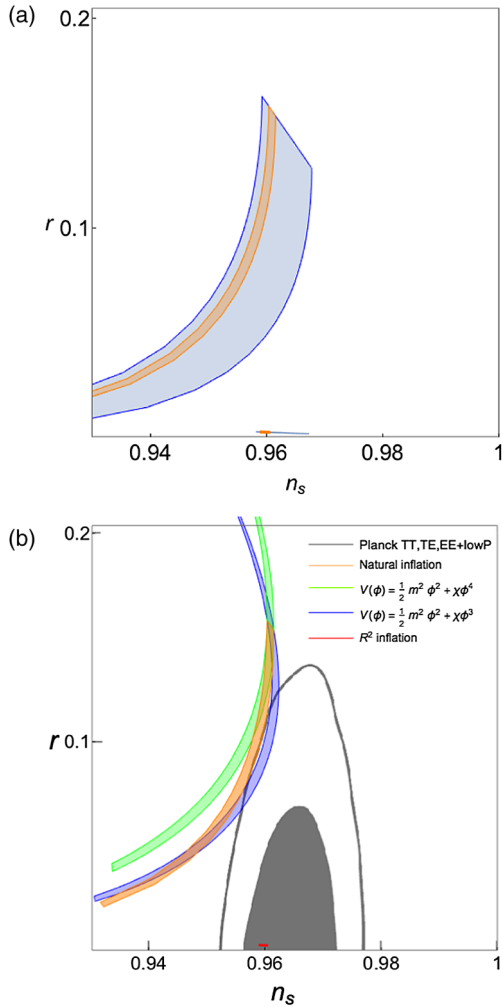 (a)
0.2
r 0.1
0.94 0.96 0.98 1
n_s
(b)
0.2
Planck TT,TE,EE+lowP
Natural inflation
V(ϕ) = 1/2 m² ϕ² + χϕ⁴
V(ϕ) = 1/2 m² ϕ² + χϕ³
R² inflation
r 0.1
0.94 0.96 0.98 1
n_s